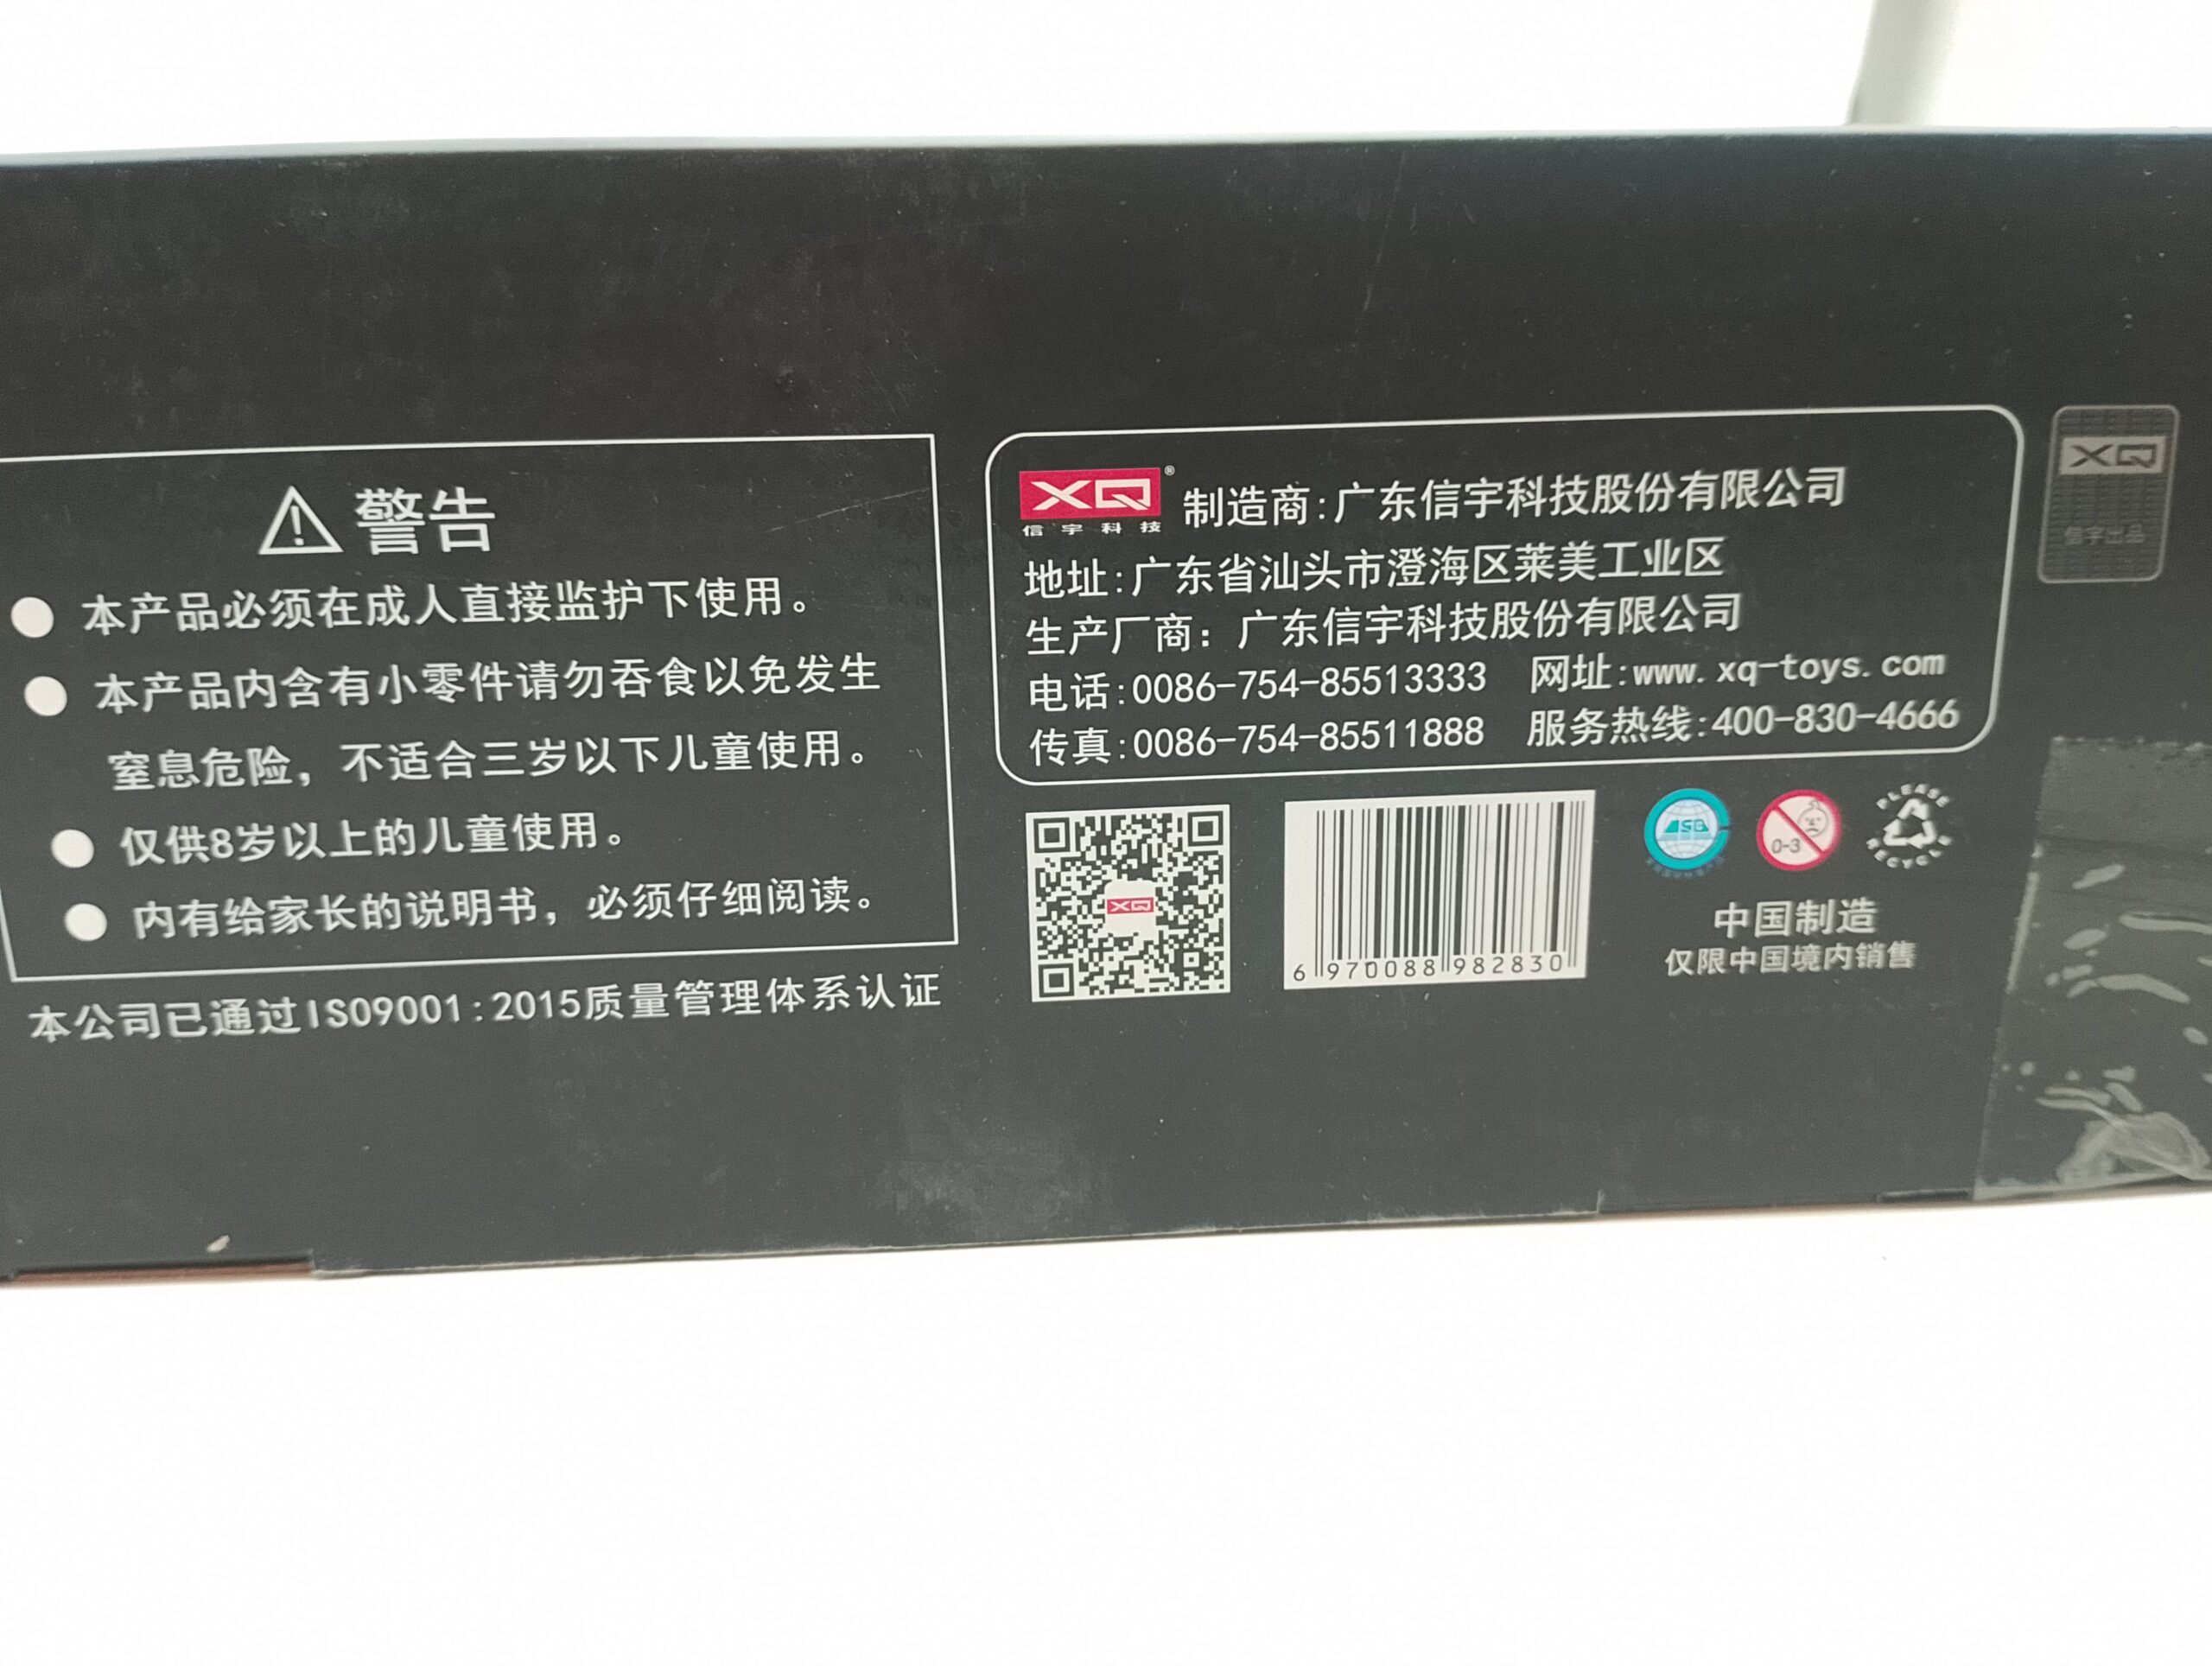 警告
本产品必须在成人直接监护下使用。
本产品内含有小零件请勿吞食以免发生
窒息危险，不适合三岁以下儿童使用。
仅供8岁以上的儿童使用。
内有给家长的说明书，必须仔细阅读。
本公司已通过ISO9001:2015质量管理体系认证
XQ®
信宇科技
制造商:广东信宇科技股份有限公司
地址:广东省汕头市澄海区莱美工业区
生产厂商：广东信宇科技股份有限公司
电话:0086-754-85513333 网址:www.xq-toys.com
传真:0086-754-85511888 服务热线:400-830-4666
XQ
6 970088 982830
0-3
PLEASE
RECYCLE
中国制造
仅限中国境内销售
XQ
信宇出品